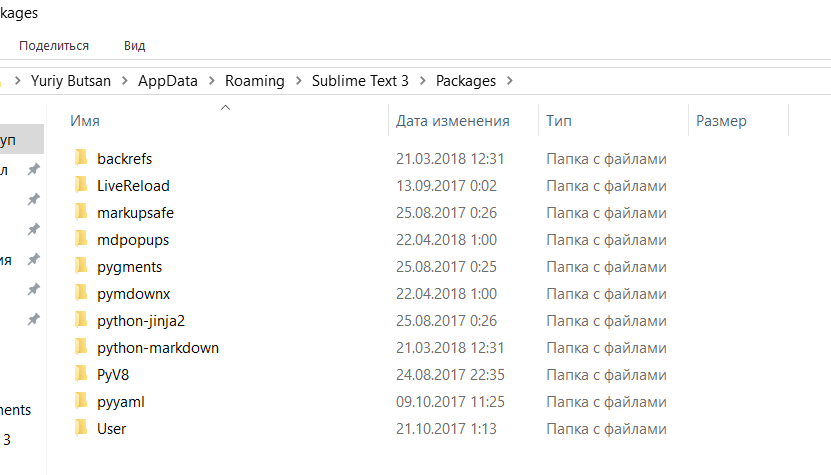 kages
Поделиться Вид
Yuriy Butsan > AppData > Roaming > Sublime Text 3 > Packages >
Имя Дата изменения Тип Размер
уп
backrefs 21.03.2018 12:31 Папка с файлами
л LiveReload 13.09.2017 0:02 Папка с файлами
markupsafe 25.08.2017 0:26 Папка с файлами
mdpopups 22.04.2018 1:00 Папка с файлами
ия pygments 25.08.2017 0:25 Папка с файлами
pymdownx 22.04.2018 1:00 Папка с файлами
python-jinja2 25.08.2017 0:26 Папка с файлами
python-markdown 21.03.2018 12:31 Папка с файлами
PyV8 24.08.2017 22:35 Папка с файлами
pyyaml 09.10.2017 11:25 Папка с файлами
nents
User 21.10.2017 1:13 Папка с файлами
3